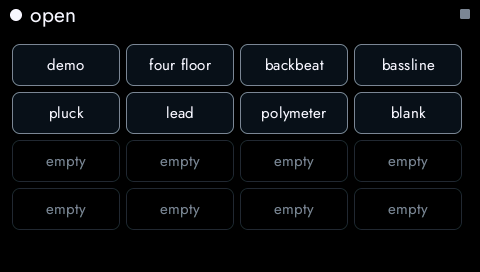 open
demo four floor backbeat bassline
pluck lead polymeter blank
empty empty empty empty
empty empty empty empty